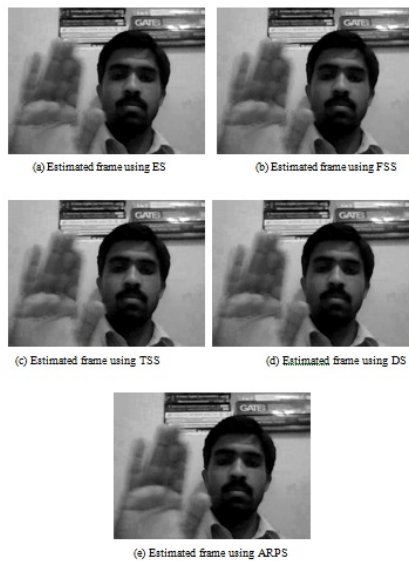 GATE
GATE
(a) Estimated frame using ES
(b) Estimated frame using FSS
GATE
GATE
(c) Estimated frame using TSS
(d) Estimated frame using DS
GATE
(e) Estimated frame using ARPS